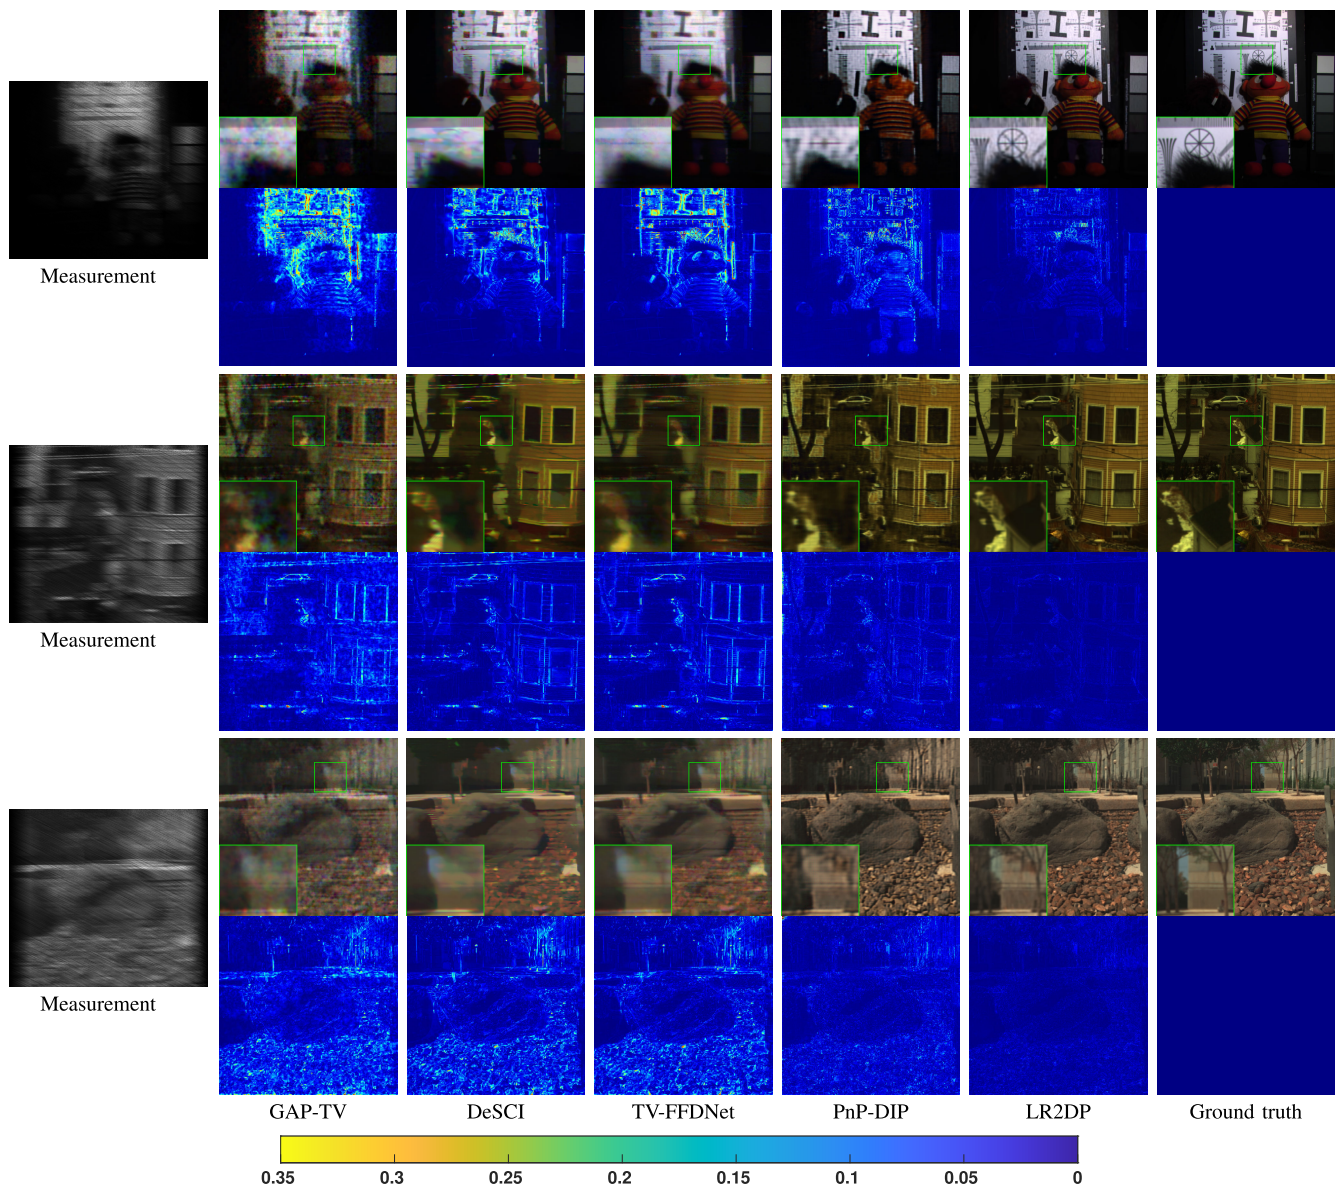 Measurement
Measurement
Measurement
GAP-TV DeSCI TV-FFDNet PnP-DIP LR2DP Ground truth
0.35 0.3 0.25 0.2 0.15 0.1 0.05 0